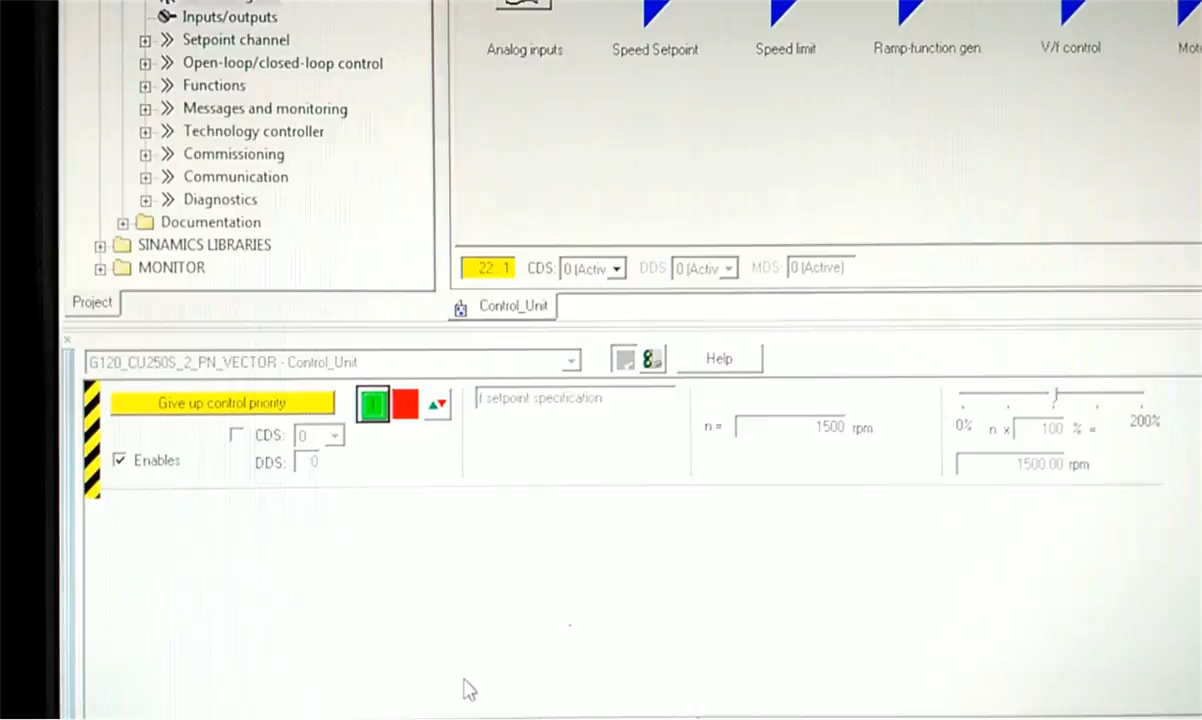 Inputs/outputs
Setpoint channel
Open-loop/closed-loop control
Functions
Messages and monitoring
Technology controller
Commissioning
Communication
Diagnostics
Documentation
SINAMICS LIBRARIES
MONITOR
Project
Analog inputs
Speed Setpoint
Speed limit
Ramp-function gen.
V/f control
22 1
CDS: 0 (Activ
DDS: 0 (Activ
MDS: 0 (Active)
Control_Unit
G120_CU250S_2_PN_VECTOR - Control_Unit
Help
Give up control priority
CDS: 0
Enables
DDS: 0
t setpoint specification
n = 1500 rpm
0%
200%
n x 100 % =
1500.00 rpm